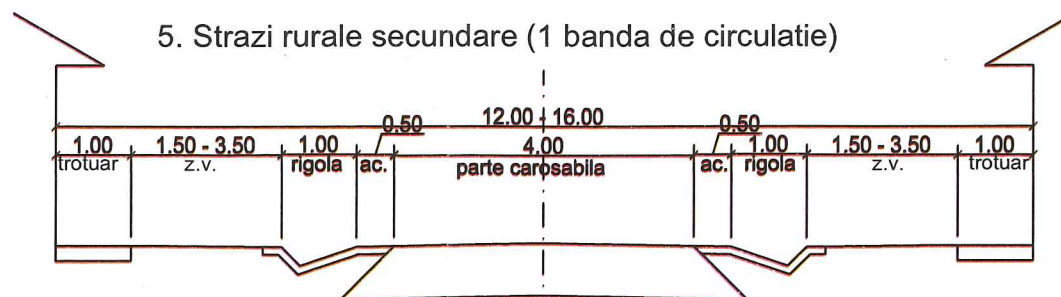 5. Strazi rurale secundare (1 banda de circulatie)
12.00 - 16.00
0.50 0.50
1.00 1.50 - 3.50 1.00 4.00 1.00 1.50 - 3.50 1.00
trotuar z.v. rigola ac. parte carosabila ac. rigola z.v. trotuar